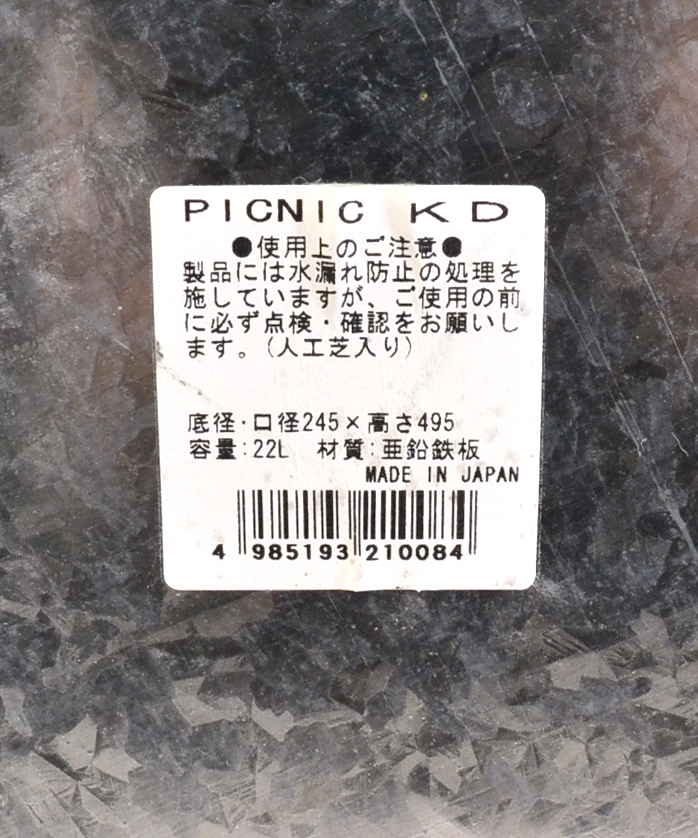 PICNIC KD
●使用上のご注意●
製品には水漏れ防止の処理を
施していますが、ご使用の前
に必ず点検・確認をお願いし
ます。(人工芝入り)
底径・口径245×高さ495
容量:22L 材質:亜鉛鉄板
MADE IN JAPAN
4 985193 210084